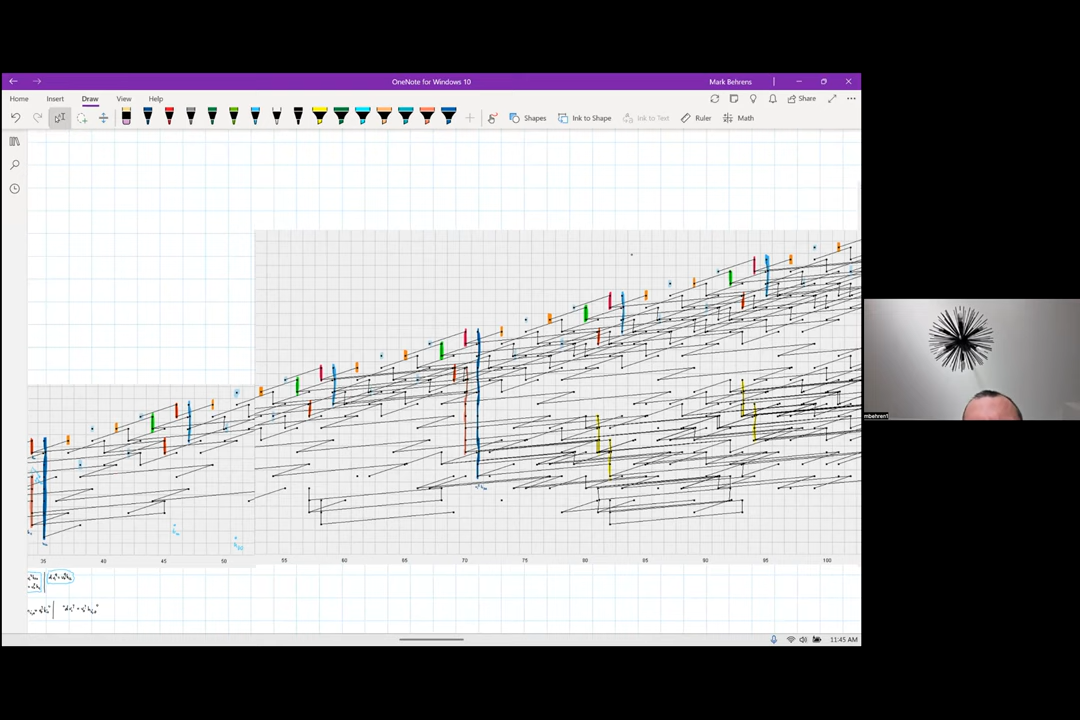 OneNote for Windows 10
Mark Behrens
Home Insert Draw View Help
Share
Shapes Ink to Shape Ink to Text Ruler Math
35 40 45 50 55 60 65 70 75 80 85 90 95 100
11:45 AM
mbehren1